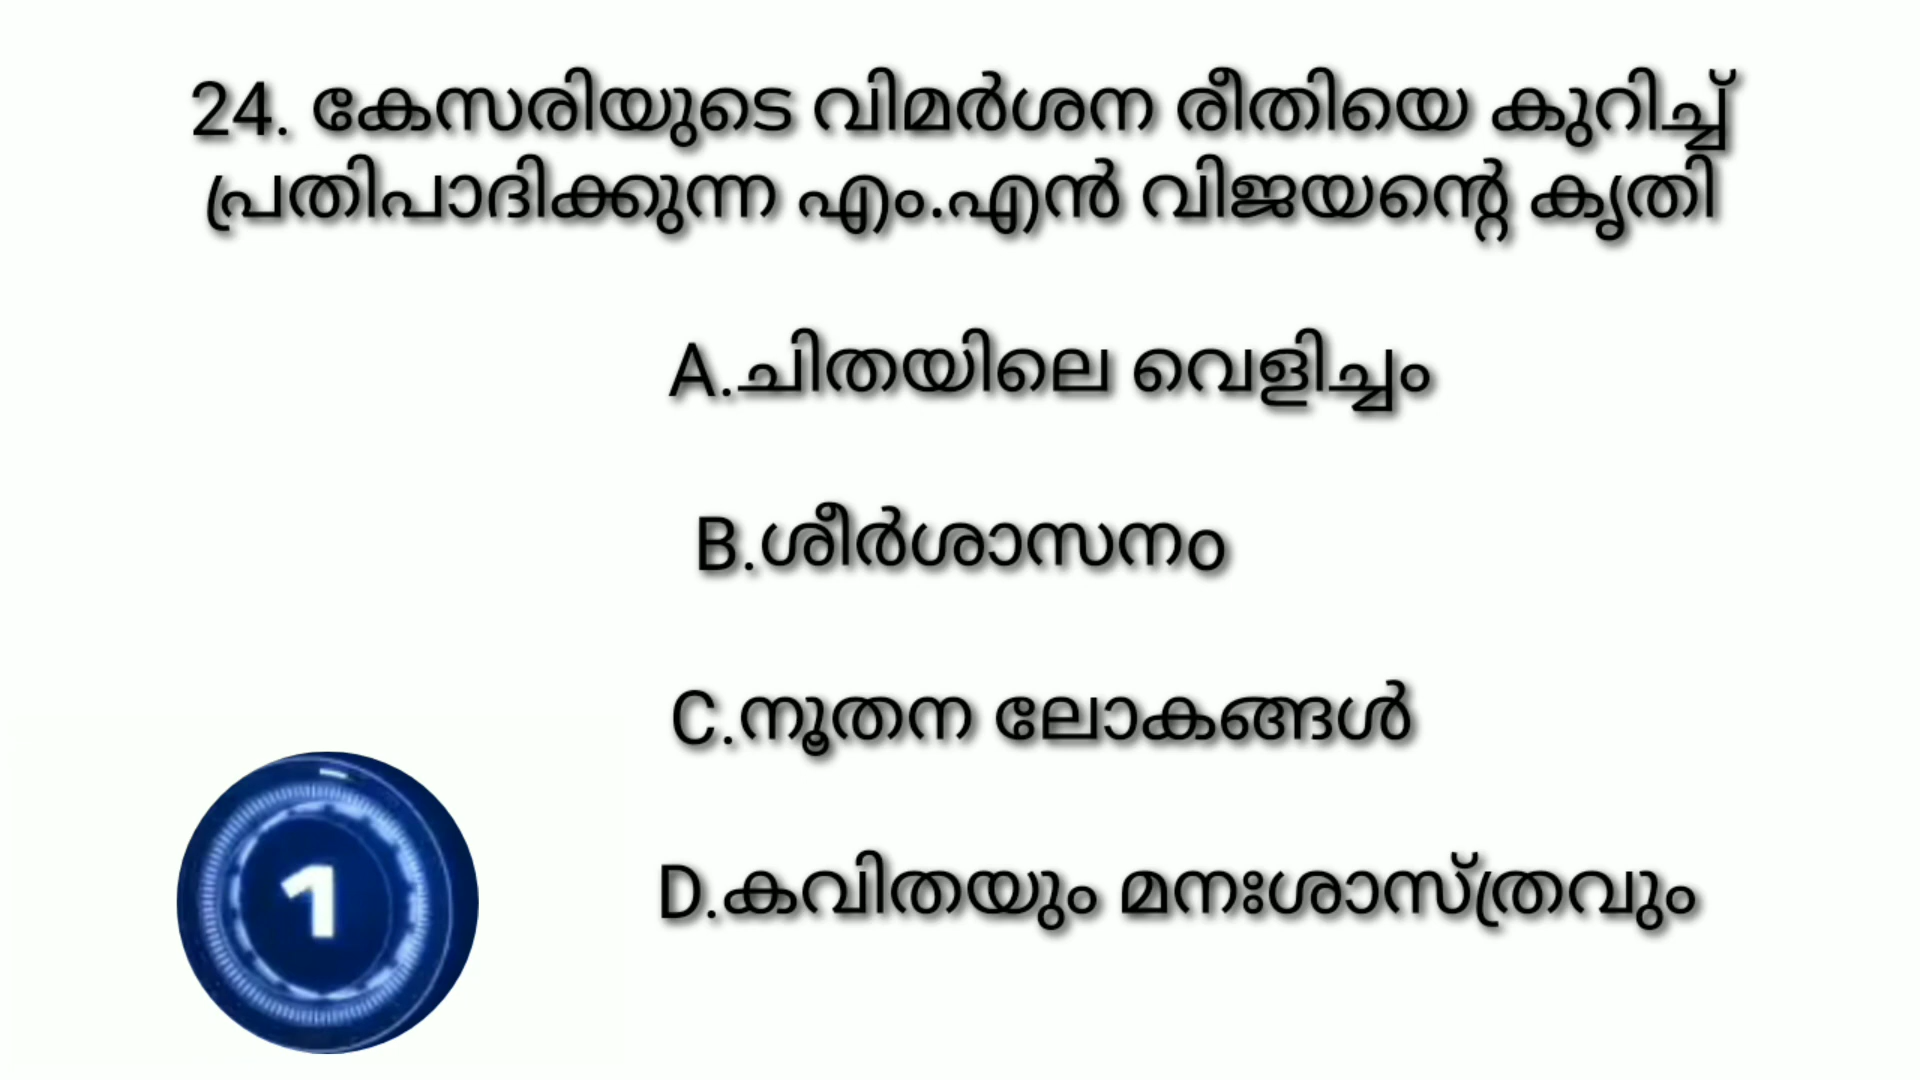 24. കേസരിയുടെ വിമർശന രീതിയെ കുറിച്ച്
പ്രതിപാദിക്കുന്ന എം.എൻ വിജയന്റെ കൃതി
A.ചിതയിലെ വെളിച്ചം
B.ശീർശാസനം
C.നൂതന ലോകങ്ങൾ
D.കവിതയും മനഃശാസ്ത്രവും
1